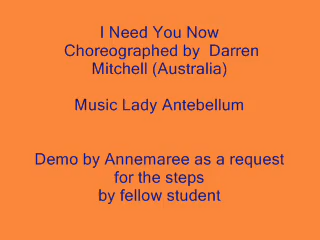 I Need You Now
Choreographed by  Darren
Mitchell (Australia)
Music Lady Antebellum
Demo by Annemaree as a request
for the steps
by fellow student